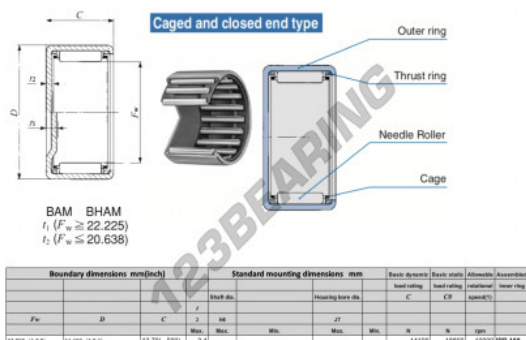 Caged and closed end type
C
Outer ring
Thrust ring
t2
D
Fw
t1
Needle Roller
Cage
BAM BHAM
t1 (Fw ≧ 22.225)
t2 (Fw ≦ 20.638)
123BEARING
Boundary dimensions mm(inch) Standard mounting dimensions mm Basic dynamic Basic static Allowable Assembled
load rating load rating rotational inner ring
Shaft dia. Housing bore dia. C C0 speed(1)
t
Fw D C 2 h6 J7
Max. Max. Min. Max. Min. N N rpm